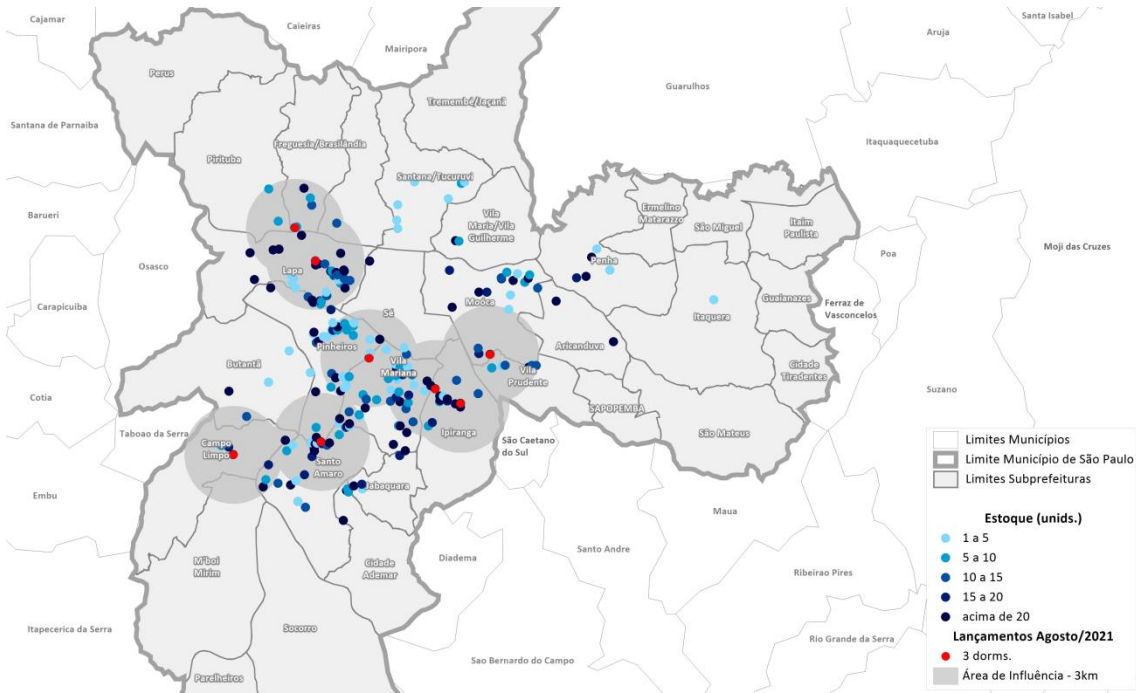 Cajamar
Caieiras
Santa Isabel
Mairipora
Aruja
Perus
Guarulhos
Tremembé/Jaçanã
Santana de Parnaiba
Freguesia/Brasilândia
Itaquaquecetuba
Pirituba
Santana/Tucuruvi
Barueri
Vila
Maria/Vila
Guilherme
Ermelino
Matarazzo
São Miguel
Itaim
Paulista
Moji das Cruzes
Osasco
Lapa
Penha
Poa
Carapicuiba
Moóca
Itaquera
Guaianazes
Ferraz de
Vasconcelos
Sé
Pinheiros
Aricanduva
Butantã
Vila
Mariana
Vila
Prudente
Cidade
Tiradentes
Suzano
Cotia
SAPOPEMBA
Taboao da Serra
Campo
Limpo
Ipiranga
São Caetano
do Sul
São Mateus
Santo
Amaro
Embu
Jabaquara
Maua
M'boi
Mirim
Cidade
Ademar
Diadema
Santo Andre
Ribeirao Pires
Itapecerica da Serra
Socorro
Rio Grande da Serra
Sao Bernardo do Campo
Parelheiros
Limites Municípios
Limite Município de São Paulo
Limites Subprefeituras
Estoque (unids.)
1 a 5
5 a 10
10 a 15
15 a 20
acima de 20
Lançamentos Agosto/2021
3 dorms.
Área de Influência - 3km